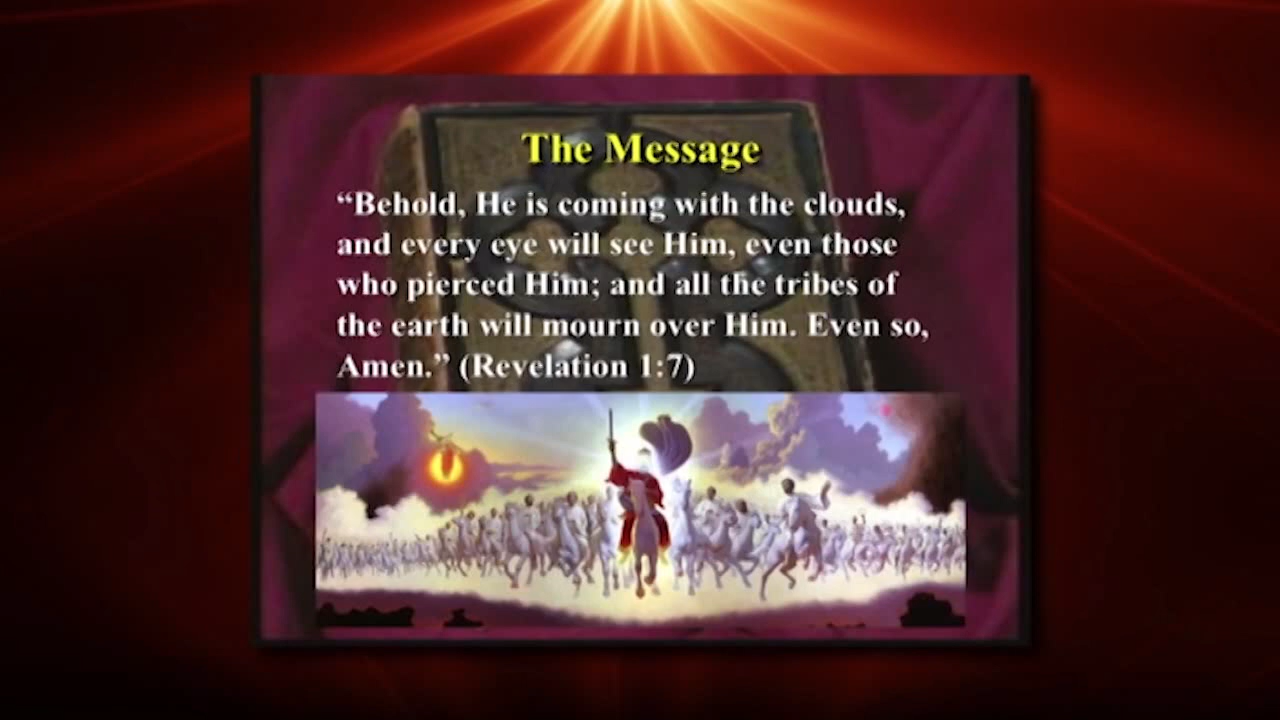 The Message
“Behold, He is coming with the clouds,
and every eye will see Him, even those
who pierced Him; and all the tribes of
the earth will mourn over Him. Even so,
Amen.” (Revelation 1:7)